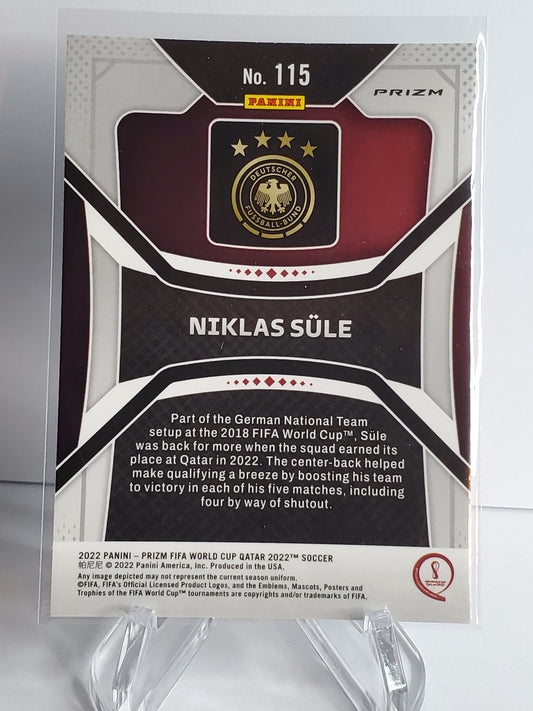 No. 115
PANINI
PRIZM
DEUTSCHER
FUSSBALL-BUND
NIKLAS SÜLE
Part of the German National Team
setup at the 2018 FIFA World Cup™, Süle
was back for more when the squad earned its
place at Qatar in 2022. The center-back helped
make qualifying a breeze by boosting his team
to victory in each of his five matches, including
four by way of shutout.
2022 PANINI – PRIZM FIFA WORLD CUP QATAR 2022™ SOCCER
帕尼尼 © 2022 Panini America, Inc. Produced in the USA.
Any image depicted may not represent the current season uniform.
©FIFA, FIFA's Official Licensed Product Logos, and the Emblems, Mascots, Posters and
Trophies of the FIFA World Cup™ tournaments are copyrights and/or trademarks of FIFA.